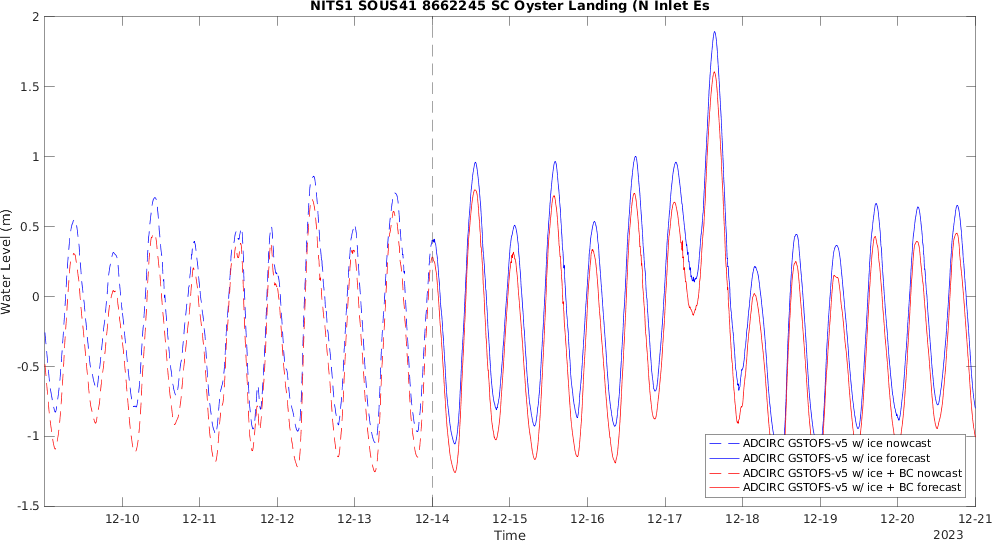 NITS1 SOUS41 8662245 SC Oyster Landing (N Inlet Es
2
1.5
1
0.5
0
-0.5
-1
-1.5
Water Level (m)
ADCIRC GSTOFS-v5 w/ ice nowcast
ADCIRC GSTOFS-v5 w/ ice forecast
ADCIRC GSTOFS-v5 w/ ice + BC nowcast
ADCIRC GSTOFS-v5 w/ ice + BC forecast
12-10 12-11 12-12 12-13 12-14 12-15 12-16 12-17 12-18 12-19 12-20 12-21
Time
2023